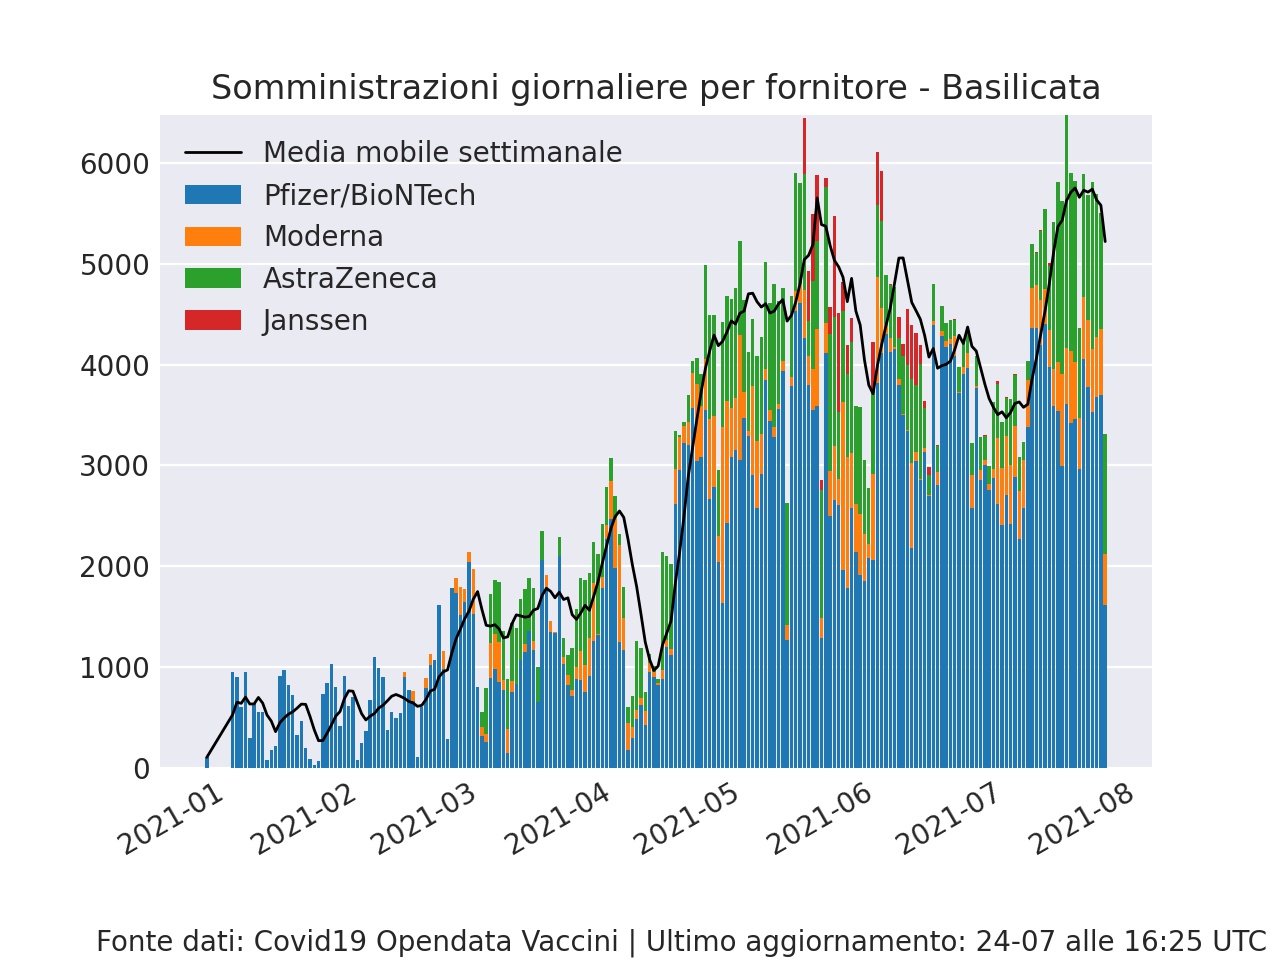 Somministrazioni giornaliere per fornitore - Basilicata
Media mobile settimanale
Pfizer/BioNTech
Moderna
AstraZeneca
Janssen
6000
5000
4000
3000
2000
1000
0
2021-01
2021-02
2021-03
2021-04
2021-05
2021-06
2021-07
2021-08
Fonte dati: Covid19 Opendata Vaccini | Ultimo aggiornamento: 24-07 alle 16:25 UTC